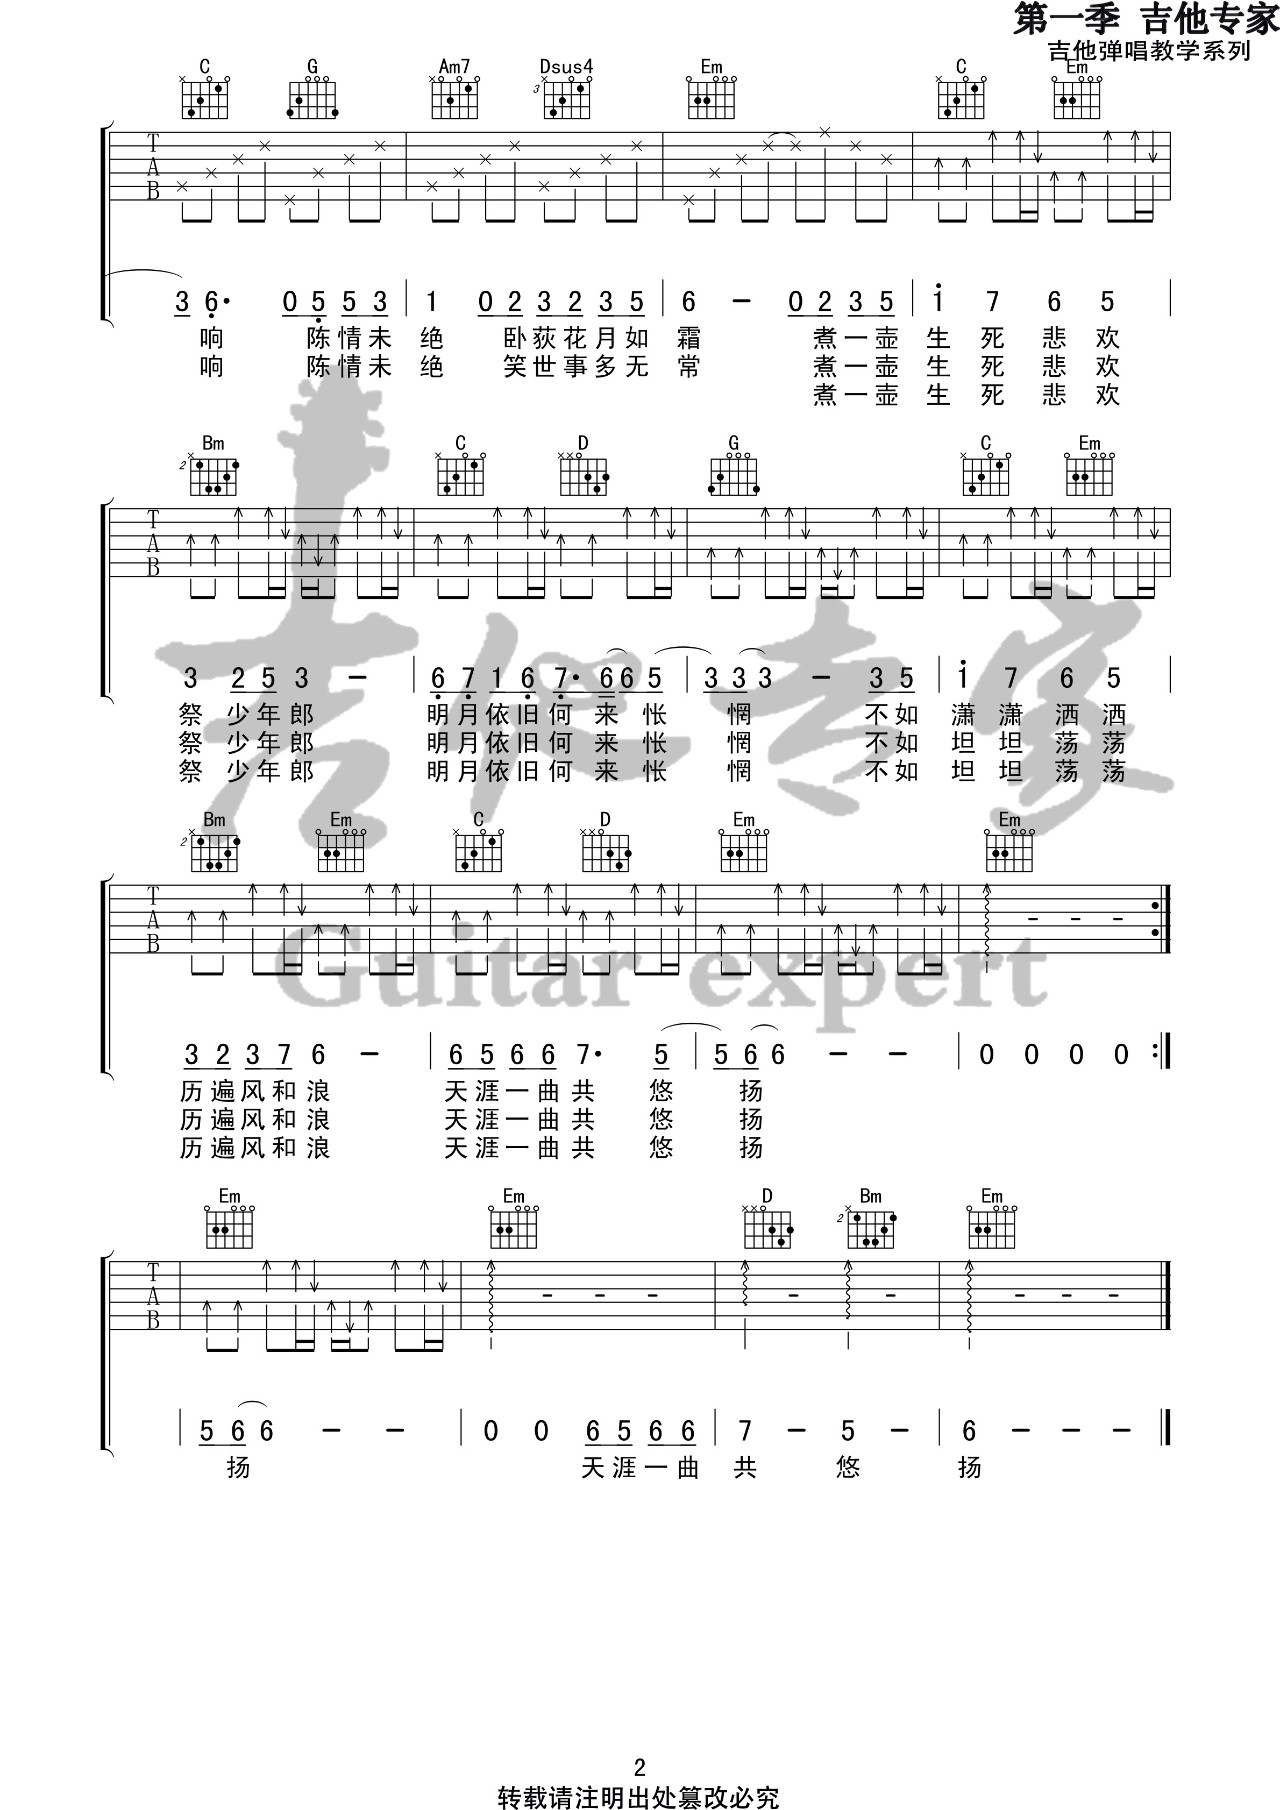 第一季 吉他专家
吉他弹唱教学系列
C G Am7 Dsus4 Em C Em
3
T
A
B
3 6· 0 5 5 3 | 1 0 2 3 2 3 5 | 6 – 0 2 3 5 | 1 7 6 5 |
响 陈情未绝 卧荻花月如霜 煮一壶生死悲欢
响 陈情未绝 笑世事多无常 煮一壶生死悲欢
煮一壶生死悲欢
Bm C D G C Em
2
T
A
B
3 2 5 3 – | 6 7 1 6 7· 6 6 5 | 3 3 3 – 3 5 | 1 7 6 5 |
祭少年郎 明月依旧何来怅惘 不如潇潇洒洒
祭少年郎 明月依旧何来怅惘 不如坦坦荡荡
祭少年郎 明月依旧何来怅惘 不如坦坦荡荡
吉他专家
Bm Em C D Em Em
2
T
A
B
Guitar expert
3 2 3 7 6 – | 6 5 6 6 7· 5 | 5 6 6 – – | 0 0 0 0 :|
历遍风和浪 天涯一曲共悠扬
历遍风和浪 天涯一曲共悠扬
历遍风和浪 天涯一曲共悠扬
Em Em D Bm Em
2
T
A
B
| 5 6 6 – – | 0 0 6 5 6 6 | 7 – 5 – | 6 – – – |
扬 天涯一曲共悠扬
2
转载请注明出处篡改必究